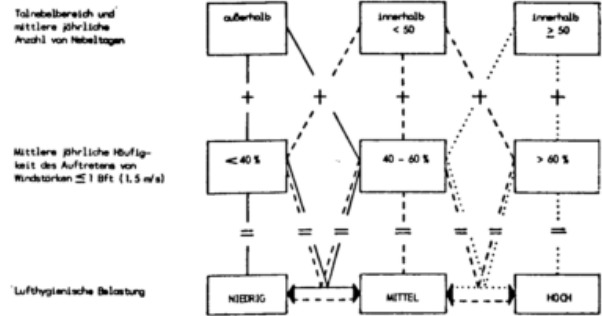 Talnebelbereich und
mittlere jährliche
Anzahl von Nebeltagen
außerhalb
innerhalb
< 50
innerhalb
≥ 50
+ + + + +
Mittlere jährliche Häufig-
keit des Auftretens von
Windstärken ≤ 1 Bft (1,5 m/s)
< 40 %
40 - 60 %
> 60 %
= = = = = = =
Lufthygienische Belastung
NIEDRIG
MITTEL
HOCH